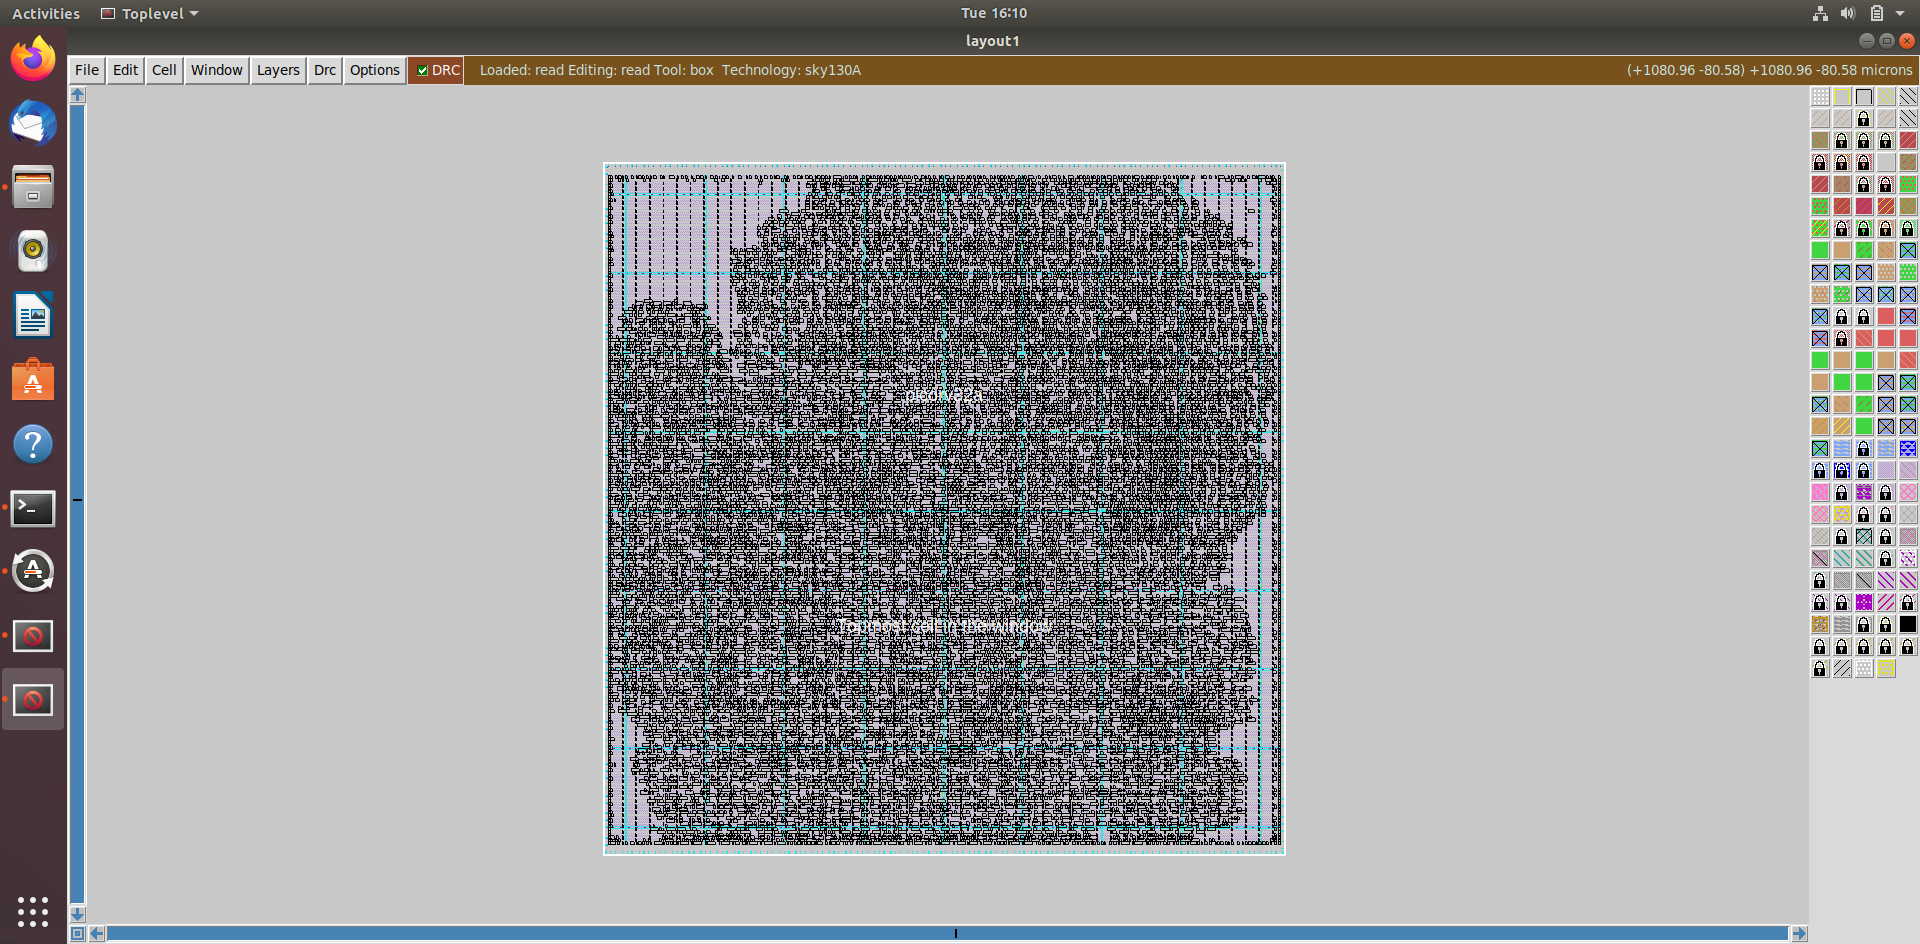 Activities Toplevel Tue 16:10
layout1
File Edit Cell Window Layers Drc Options DRC Loaded: read Editing: read Tool: box Technology: sky130A (+1080.96 -80.58) +1080.96 -80.58 microns
picorv32a
Topmost cell in the window